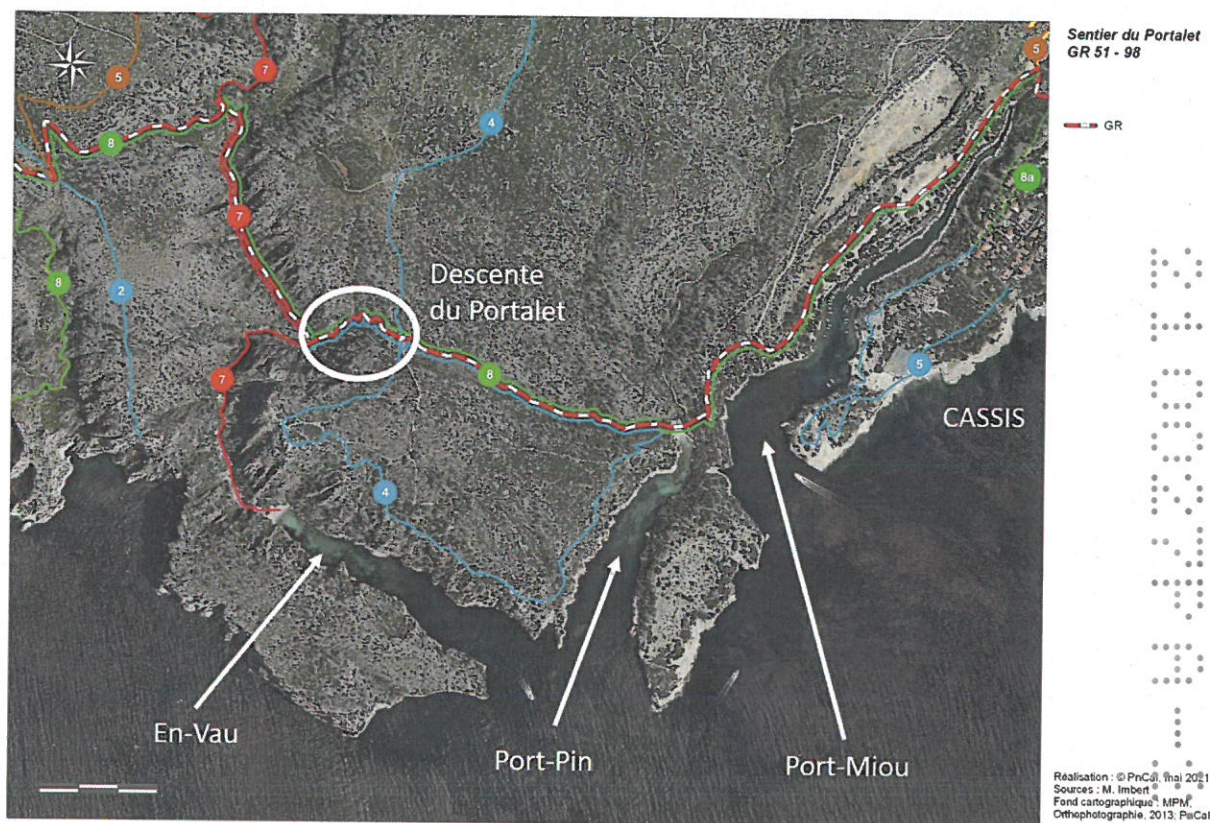 Sentier du Portalet
GR 51 - 98
GR
5
7
8
4
7
8
2
Descente
du Portalet
8
7
4
8a
5
5
CASSIS
En-Vau
Port-Pin
Port-Miou
Réalisation : © PnCal, mai 2021
Sources : M. Imbert
Fond cartographique : MPM,
Orthophotographie, 2013; PnCal